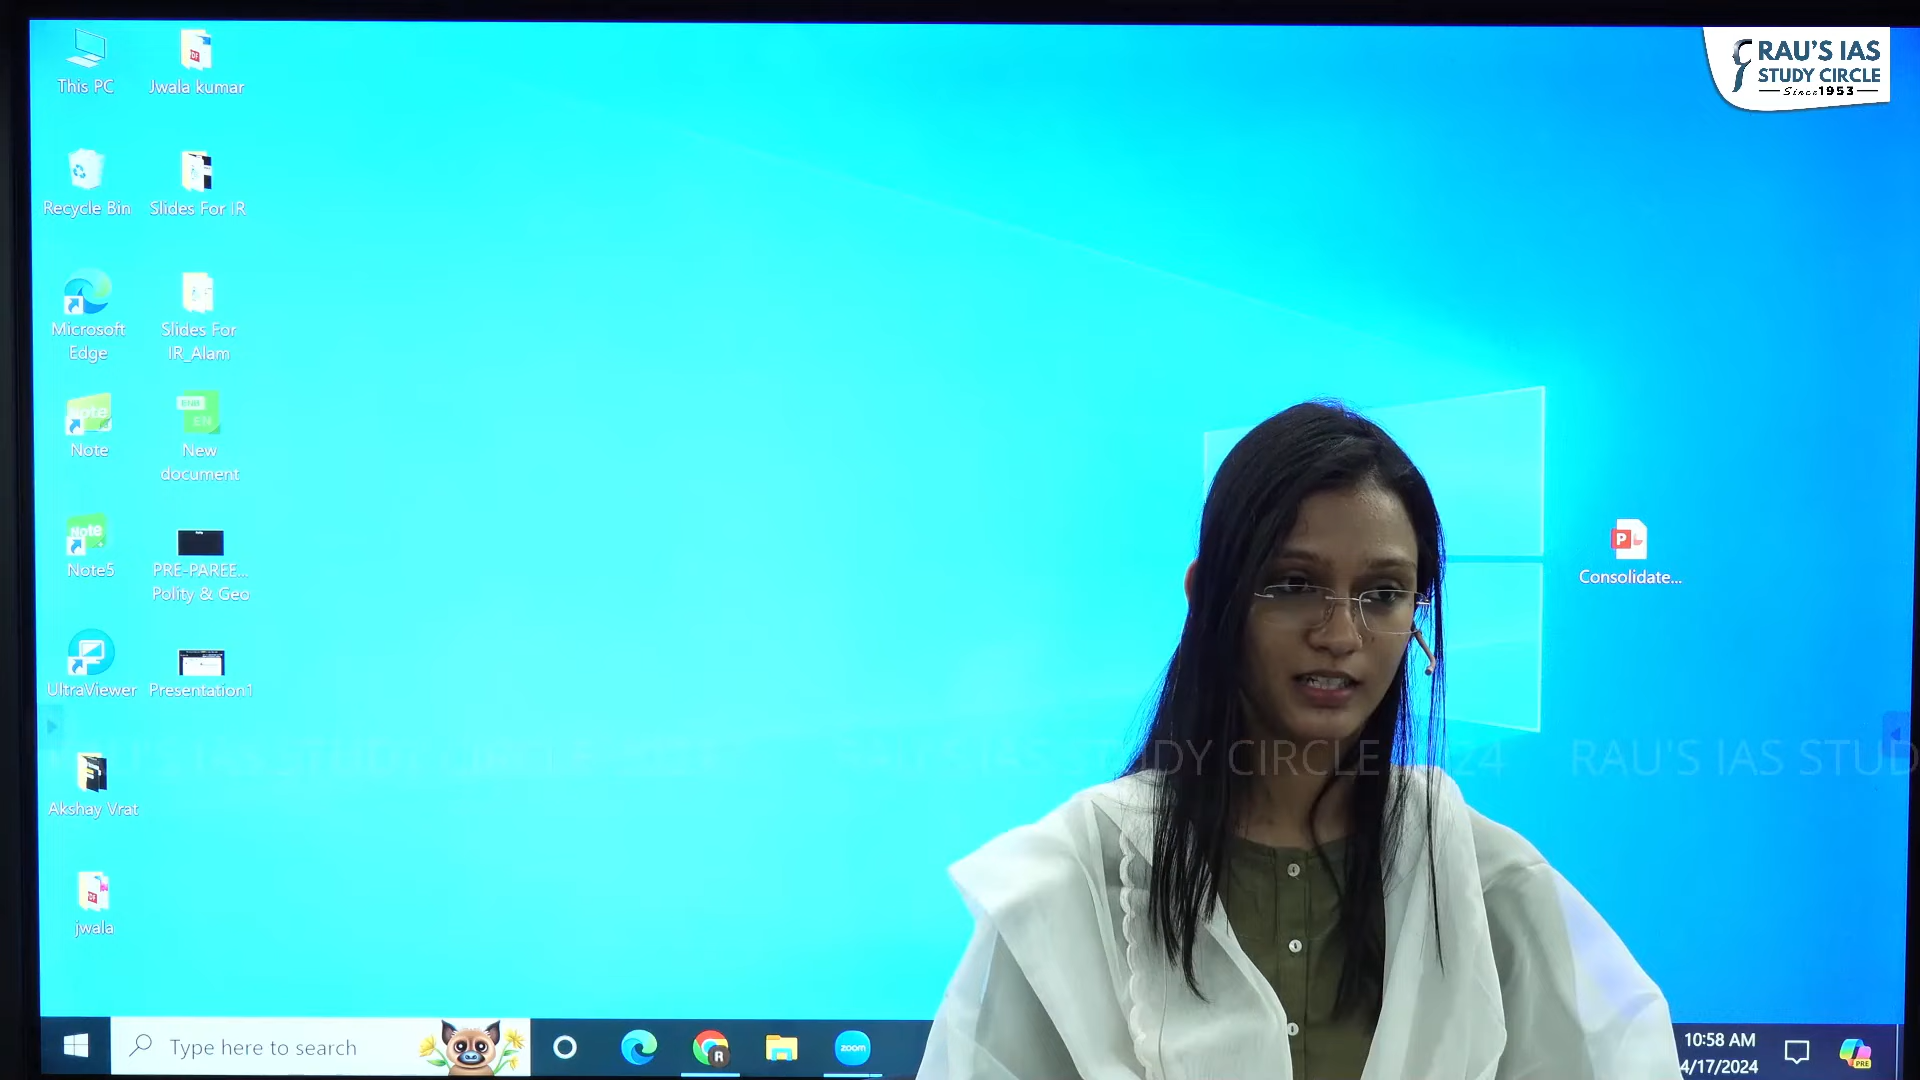 RAU'S IAS
STUDY CIRCLE
Since 1953
This PC
Jwala kumar
Recycle Bin
Slides For IR
Microsoft
Edge
Slides For
IR_Alam
Note
New
document
Note5
PRE-PAREE...
Polity & Geo
UltraViewer
Presentation1
Akshay Vrat
jwala
Consolidate...
RAU'S IAS STUDY CIRCLE
RAU'S IAS STUD
Type here to search
zoom
10:58 AM
4/17/2024